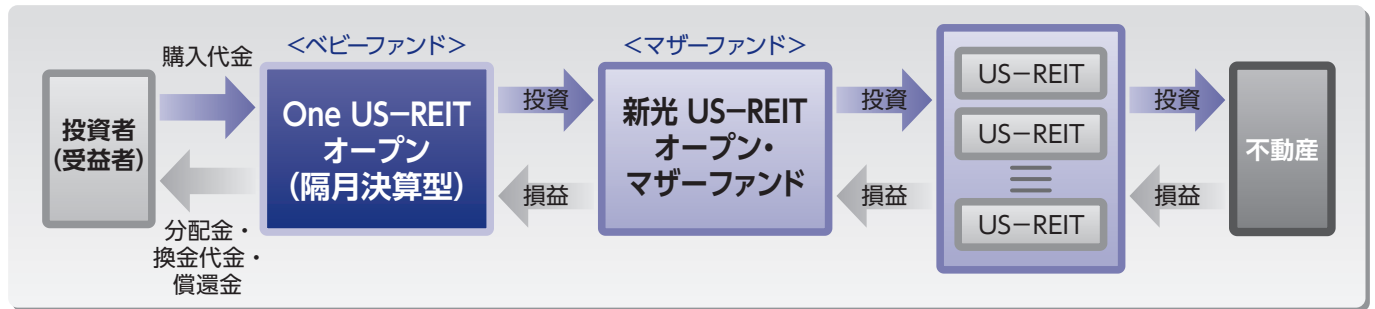 投資者
(受益者)
購入代金
分配金・
換金代金・
償還金
<ベビーファンド>
One US-REIT
オープン
(隔月決算型)
投資
損益
<マザーファンド>
新光 US-REIT
オープン・
マザーファンド
投資
損益
US-REIT
US-REIT
US-REIT
投資
損益
不動産